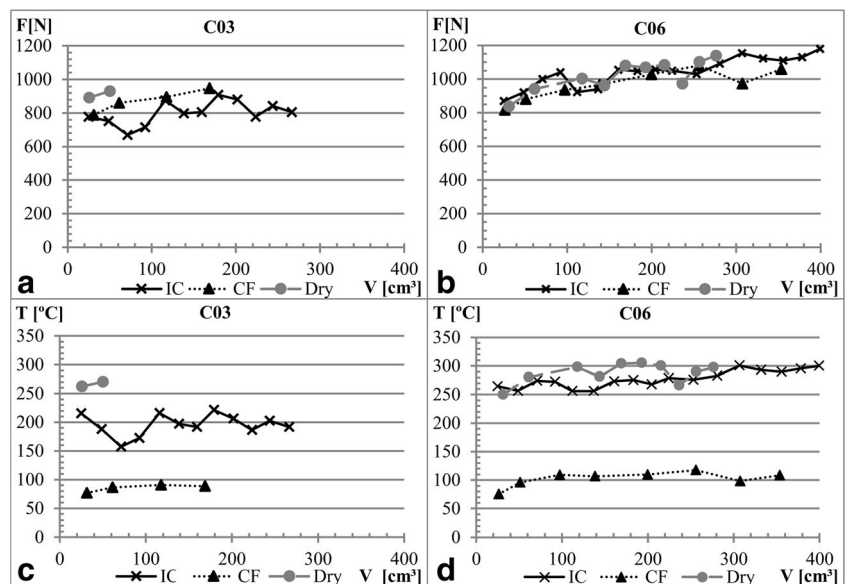 F[N] C03
1200
1000
800
600
400
200
0
0 100 200 300 400
a IC CF Dry V [cm³]
F[N] C06
1200
1000
800
600
400
200
0
0 100 200 300 400
b IC CF Dry V [cm³]
T [ºC] C03
350
300
250
200
150
100
50
0
0 100 200 300 400
c IC CF Dry V [cm³]
T [ºC] C06
350
300
250
200
150
100
50
0
0 100 200 300 400
d IC CF Dry V [cm³]